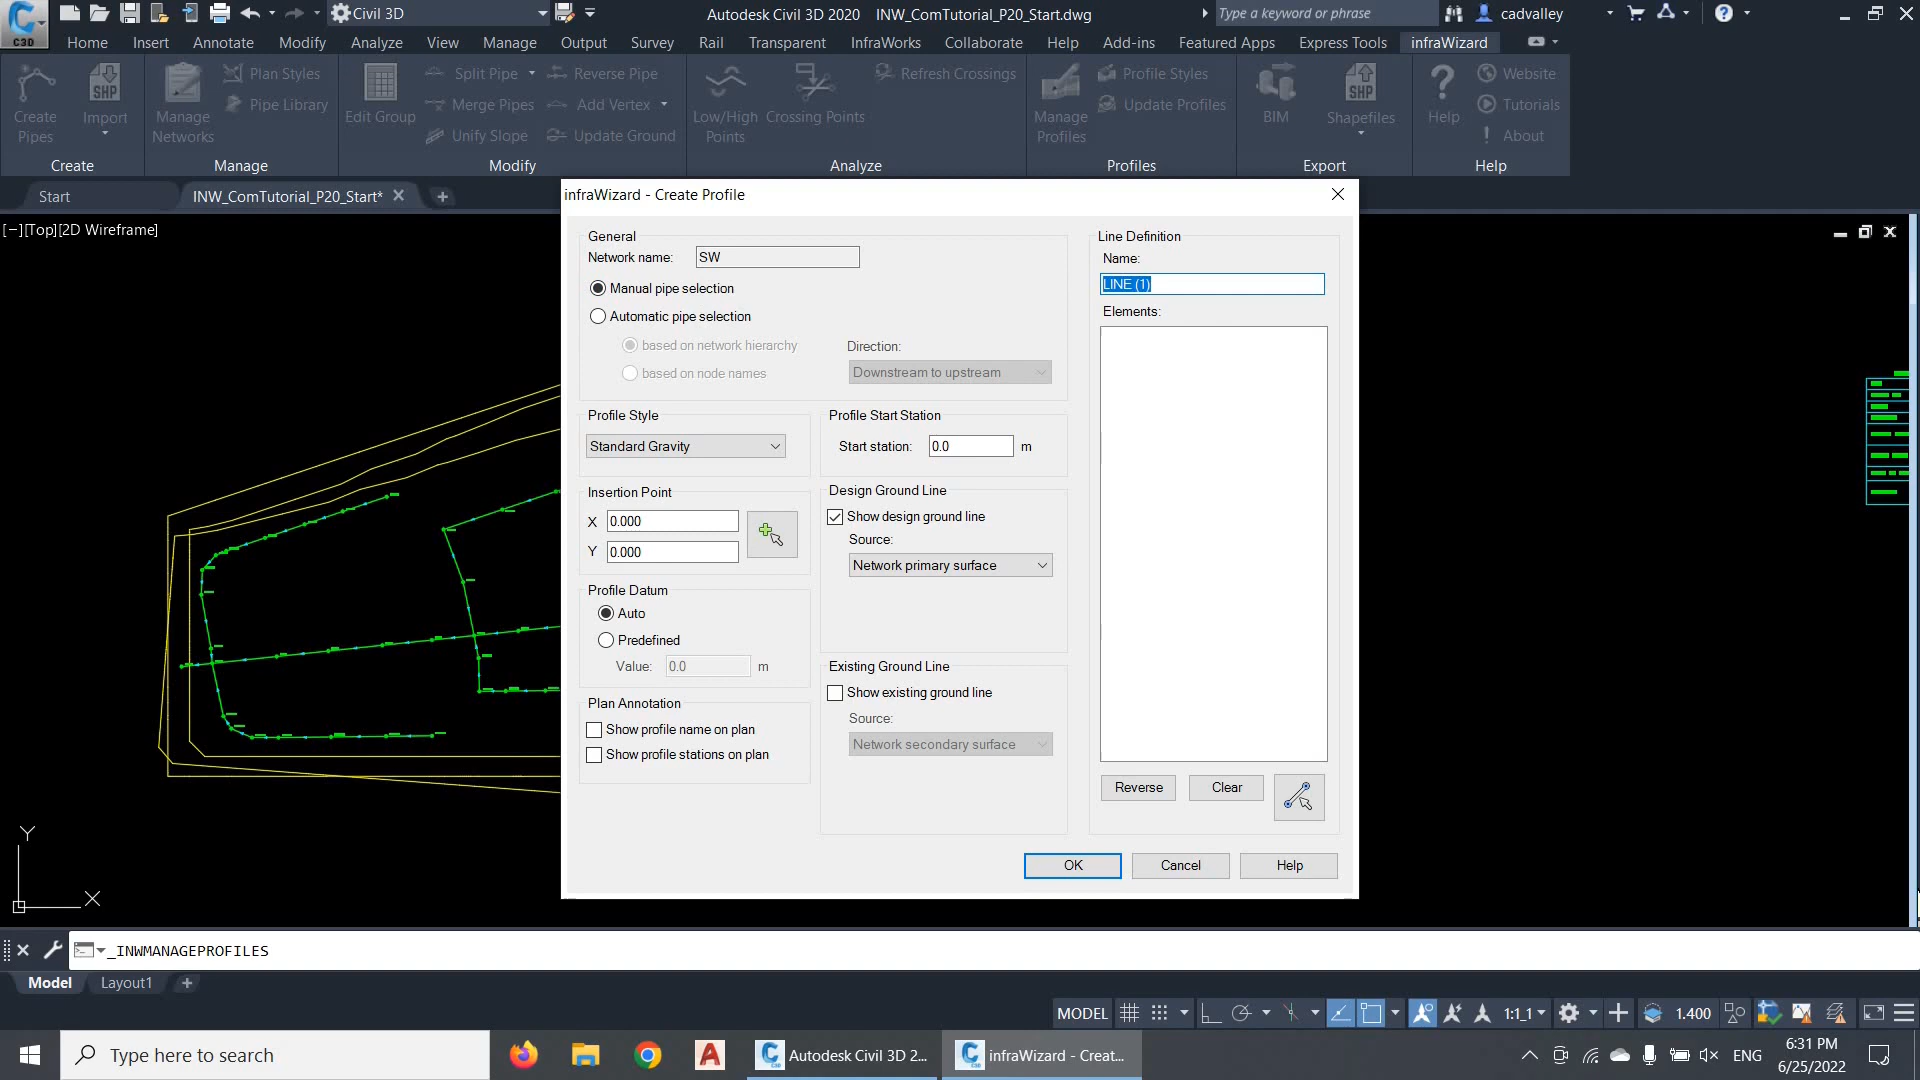 C3D
Civil 3D
Autodesk Civil 3D 2020 INW_ComTutorial_P20_Start.dwg
Type a keyword or phrase
cadvalley
Home Insert Annotate Modify Analyze View Manage Output Survey Rail Transparent InfraWorks Collaborate Help Add-ins Featured Apps Express Tools infraWizard
Create Pipes
SHP
Import
Create
Manage Networks
Plan Styles
Pipe Library
Manage
Edit Group
Split Pipe
Merge Pipes
Unify Slope
Reverse Pipe
Add Vertex
Update Ground
Modify
Low/High Points
Crossing Points
Refresh Crossings
Analyze
Manage Profiles
Profile Styles
Update Profiles
Profiles
BIM
SHP
Shapefiles
Export
Help
Website
Tutorials
About
Help
Start
INW_ComTutorial_P20_Start*
[−][Top][2D Wireframe]
infraWizard - Create Profile
General
Network name: SW
Manual pipe selection
Automatic pipe selection
based on network hierarchy
based on node names
Direction:
Downstream to upstream
Profile Style
Standard Gravity
Profile Start Station
Start station: 0.0 m
Insertion Point
X 0.000
Y 0.000
Design Ground Line
Show design ground line
Source:
Network primary surface
Profile Datum
Auto
Predefined
Value: 0.0 m
Existing Ground Line
Show existing ground line
Source:
Network secondary surface
Plan Annotation
Show profile name on plan
Show profile stations on plan
Line Definition
Name:
LINE (1)
Elements:
Reverse Clear
OK Cancel Help
Y
X
_INWMANAGEPROFILES
Model Layout1
MODEL 1:1_1 1.400
Type here to search
Autodesk Civil 3D 2...
infraWizard - Creat...
ENG
6:31 PM
6/25/2022